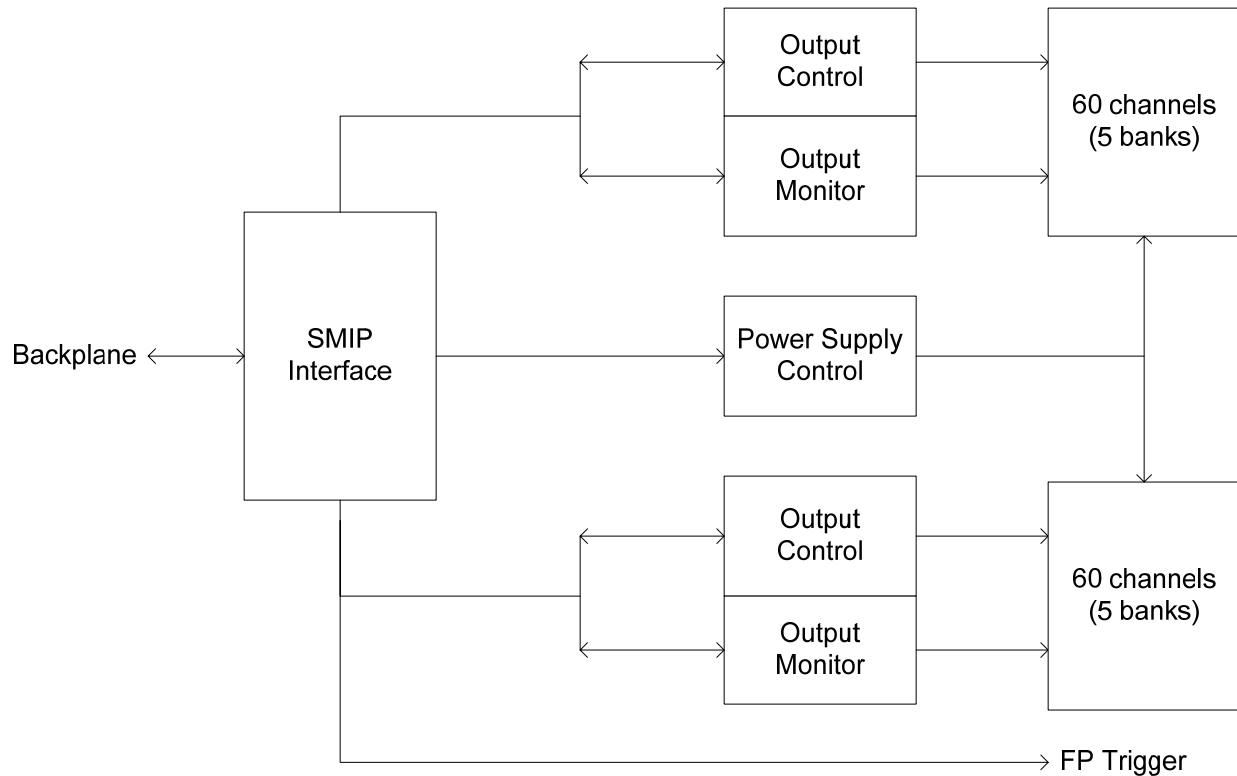 Output
Control
60 channels
(5 banks)
Output
Monitor
Backplane
SMIP
Interface
Power Supply
Control
Output
Control
60 channels
(5 banks)
Output
Monitor
FP Trigger